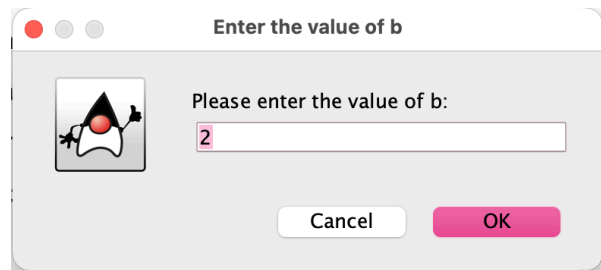 Enter the value of b
Please enter the value of b:
2
Cancel
OK